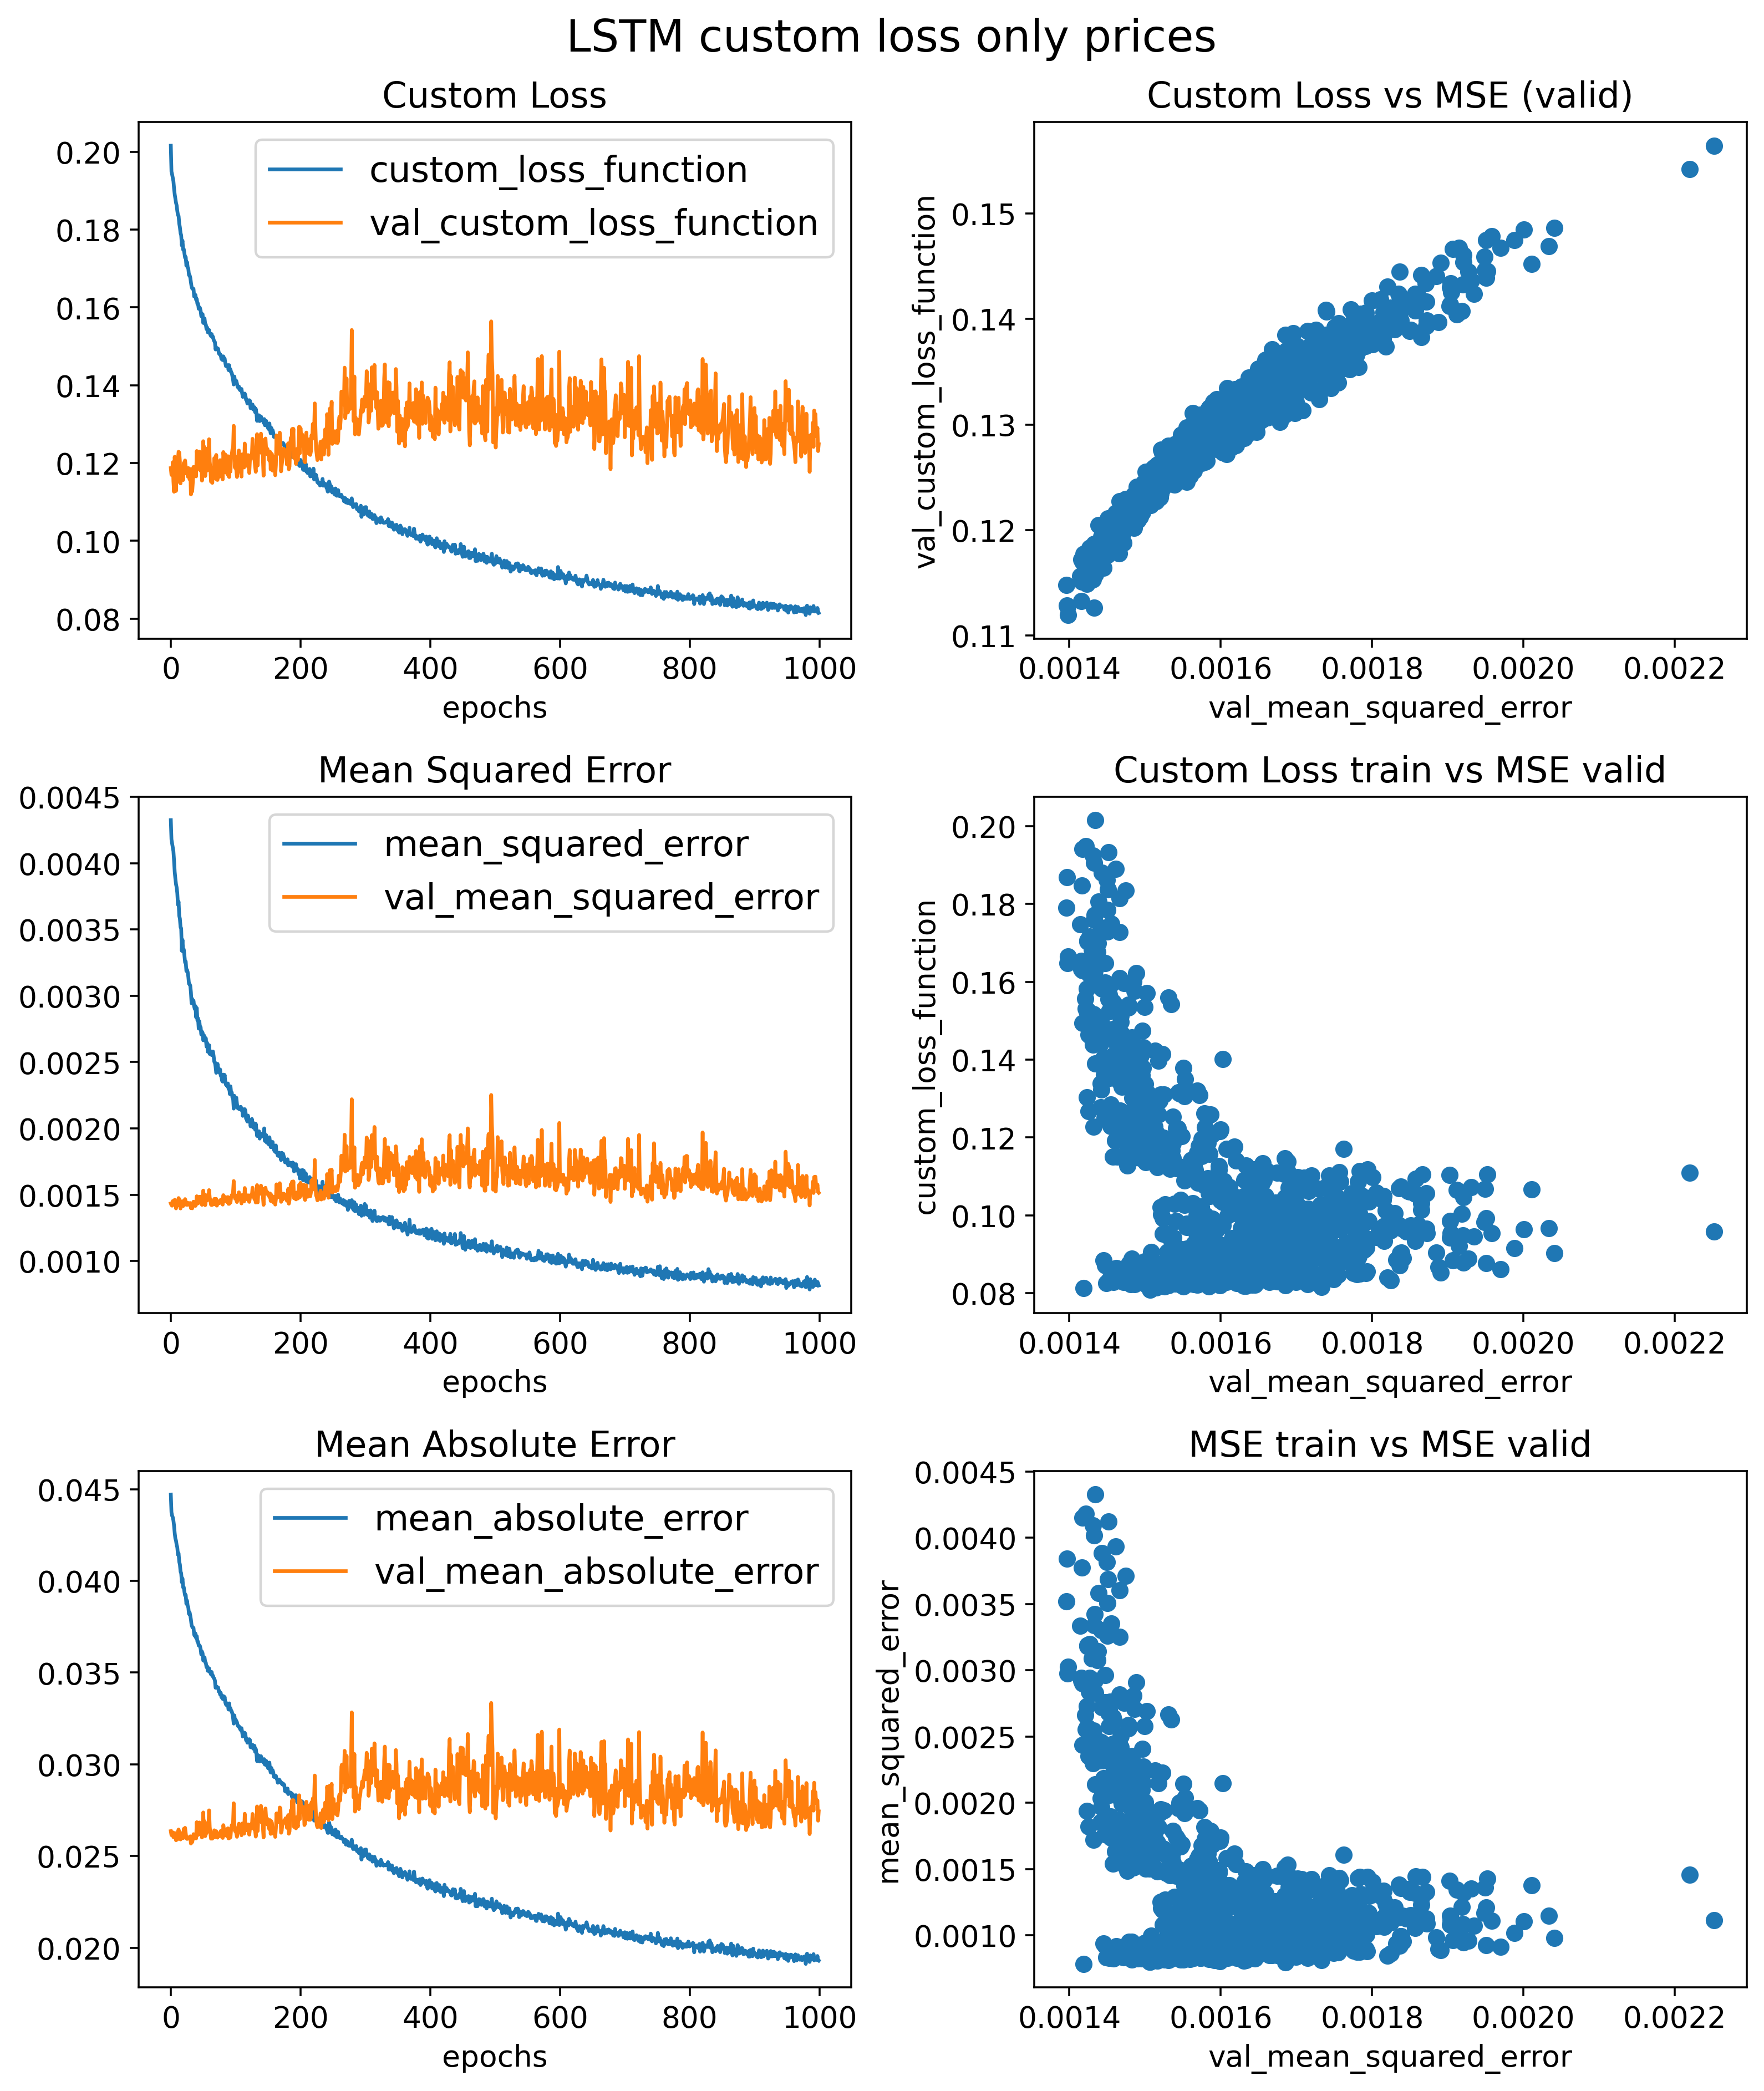 LSTM custom loss only prices
Custom Loss
0.20
0.18
0.16
0.14
0.12
0.10
0.08
custom_loss_function
val_custom_loss_function
0 200 400 600 800 1000
epochs
Custom Loss vs MSE (valid)
val_custom_loss_function
0.15
0.14
0.13
0.12
0.11
0.0014 0.0016 0.0018 0.0020 0.0022
val_mean_squared_error
Mean Squared Error
0.0045
0.0040
0.0035
0.0030
0.0025
0.0020
0.0015
0.0010
mean_squared_error
val_mean_squared_error
0 200 400 600 800 1000
epochs
Custom Loss train vs MSE valid
custom_loss_function
0.20
0.18
0.16
0.14
0.12
0.10
0.08
0.0014 0.0016 0.0018 0.0020 0.0022
val_mean_squared_error
Mean Absolute Error
0.045
0.040
0.035
0.030
0.025
0.020
mean_absolute_error
val_mean_absolute_error
0 200 400 600 800 1000
epochs
MSE train vs MSE valid
mean_squared_error
0.0045
0.0040
0.0035
0.0030
0.0025
0.0020
0.0015
0.0010
0.0014 0.0016 0.0018 0.0020 0.0022
val_mean_squared_error